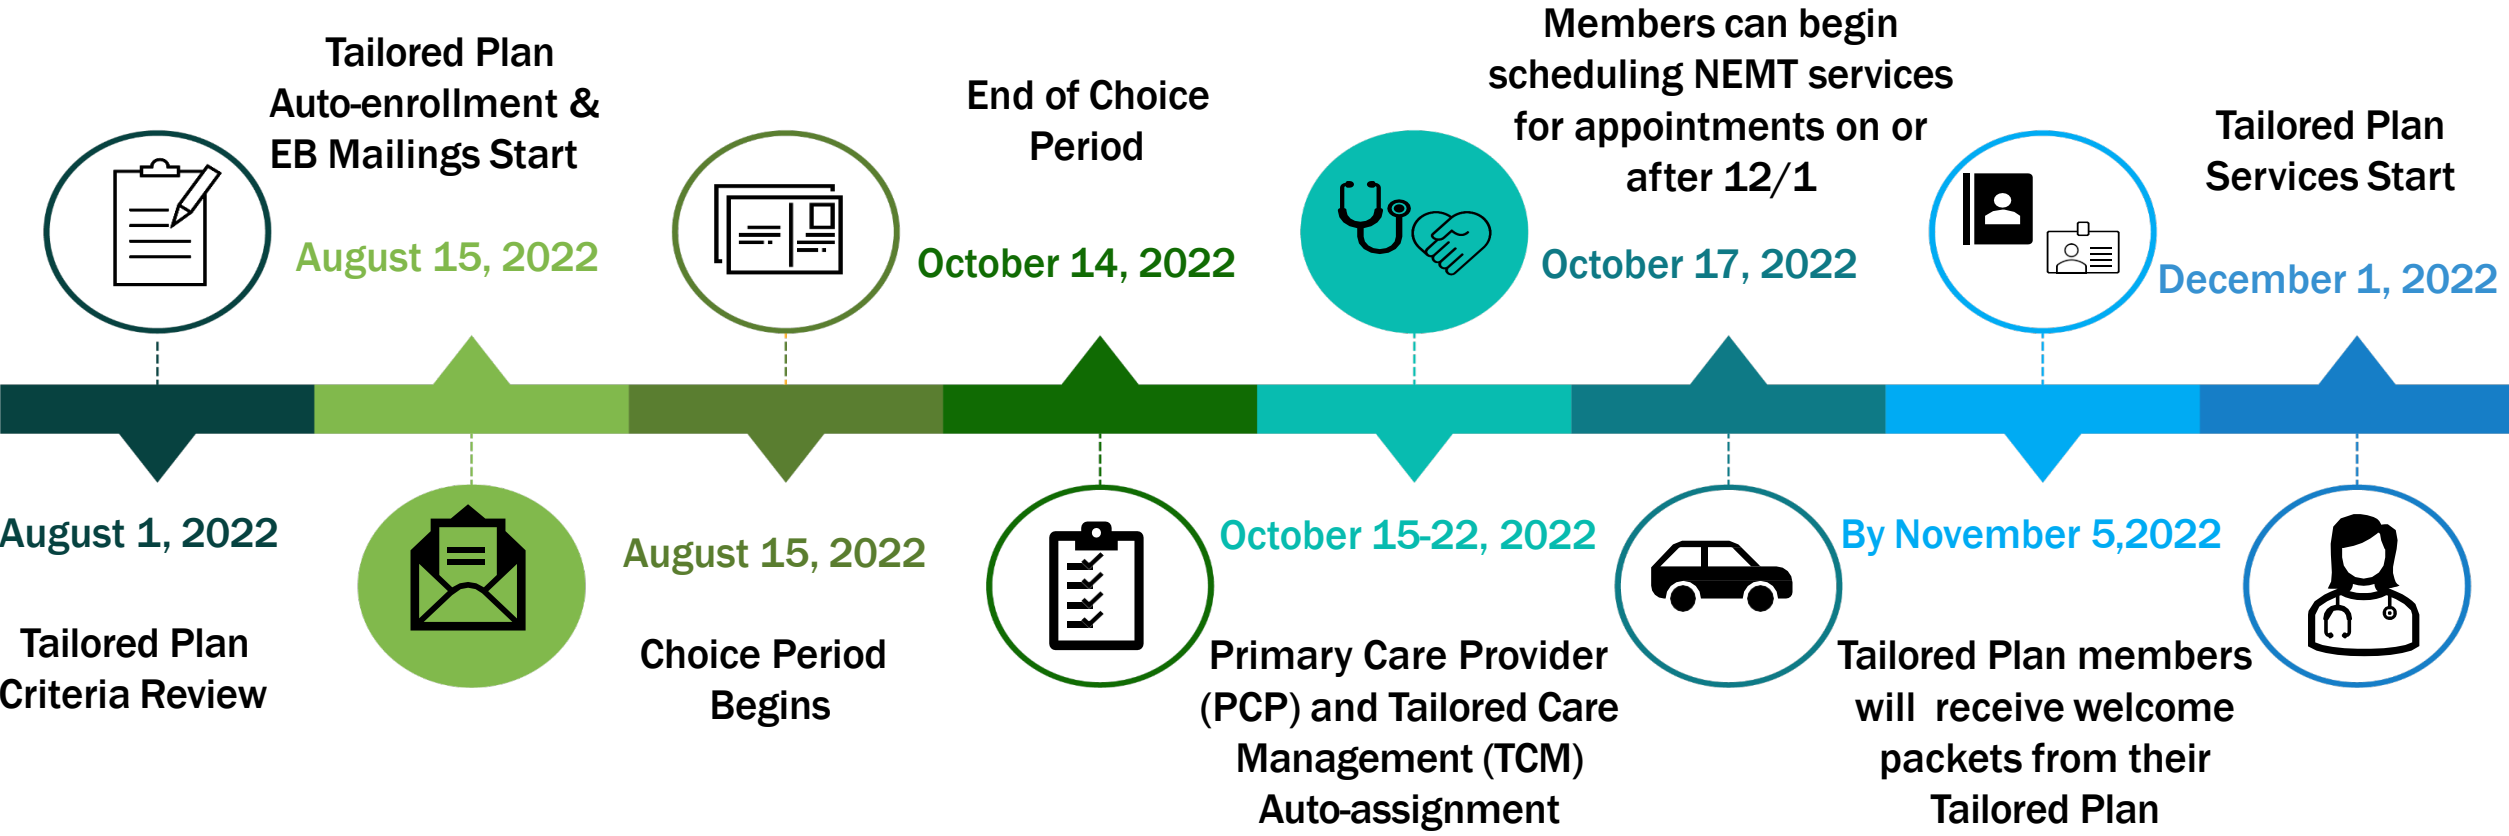 August 1, 2022
Tailored Plan
Criteria Review
Tailored Plan
Auto-enrollment &
EB Mailings Start
August 15, 2022
August 15, 2022
Choice Period
Begins
End of Choice
Period
October 14, 2022
October 15-22, 2022
Primary Care Provider
(PCP) and Tailored Care
Management (TCM)
Auto-assignment
Members can begin
scheduling NEMT services
for appointments on or
after 12/1
October 17, 2022
By November 5,2022
Tailored Plan members
will receive welcome
packets from their
Tailored Plan
Tailored Plan
Services Start
December 1, 2022